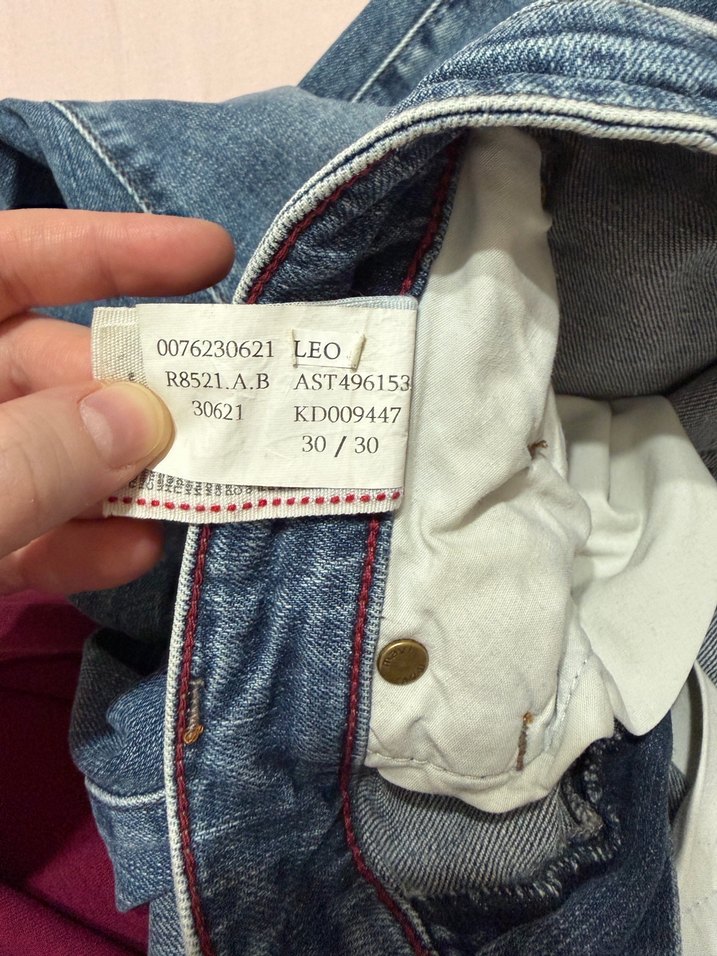 0076230621 LEO
R8521.A.B AST496153
30621 KD009447
30 / 30